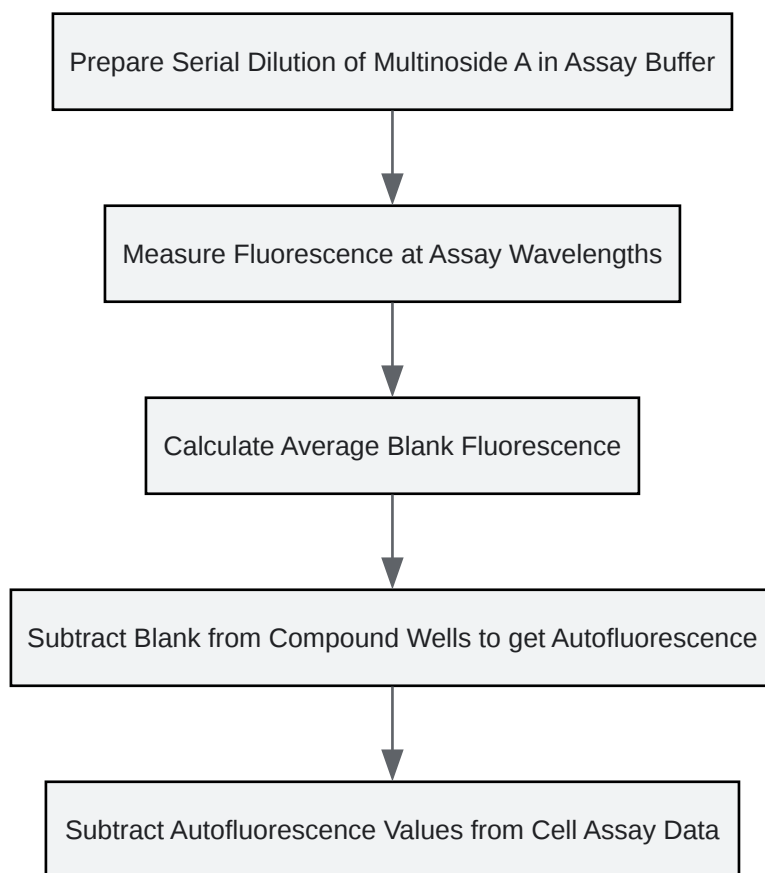 Prepare Serial Dilution of Multinoside A in Assay Buffer
Measure Fluorescence at Assay Wavelengths
Calculate Average Blank Fluorescence
Subtract Blank from Compound Wells to get Autofluorescence
Subtract Autofluorescence Values from Cell Assay Data